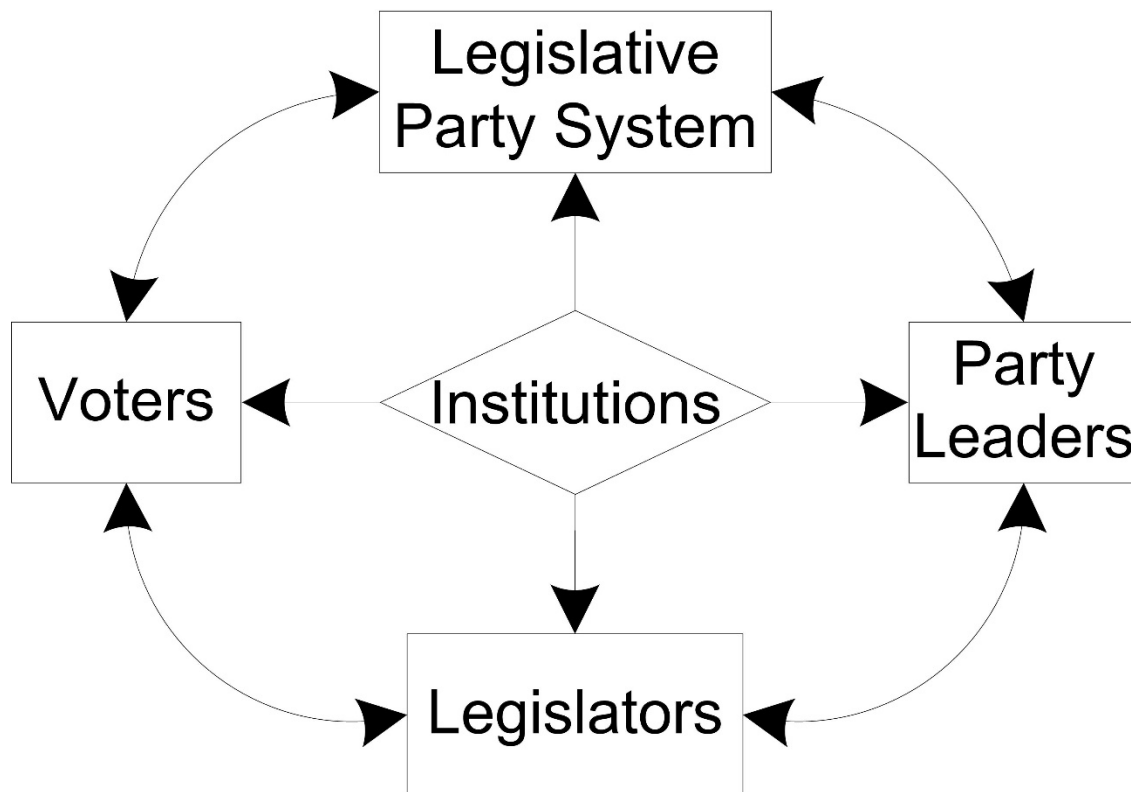 Legislative
Party System
Voters
Institutions
Party
Leaders
Legislators